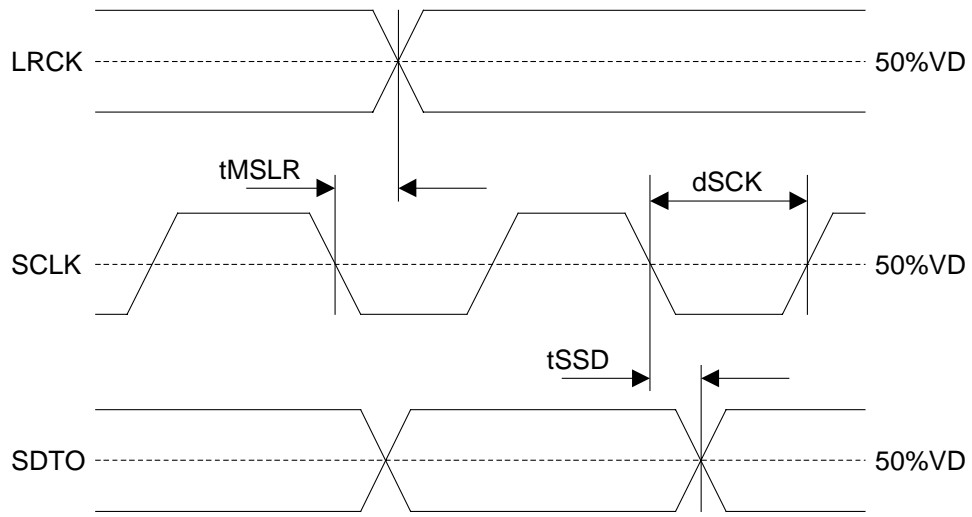 LRCK 50%VD
tMSLR dSCK
SCLK 50%VD
tSSD
SDTO 50%VD